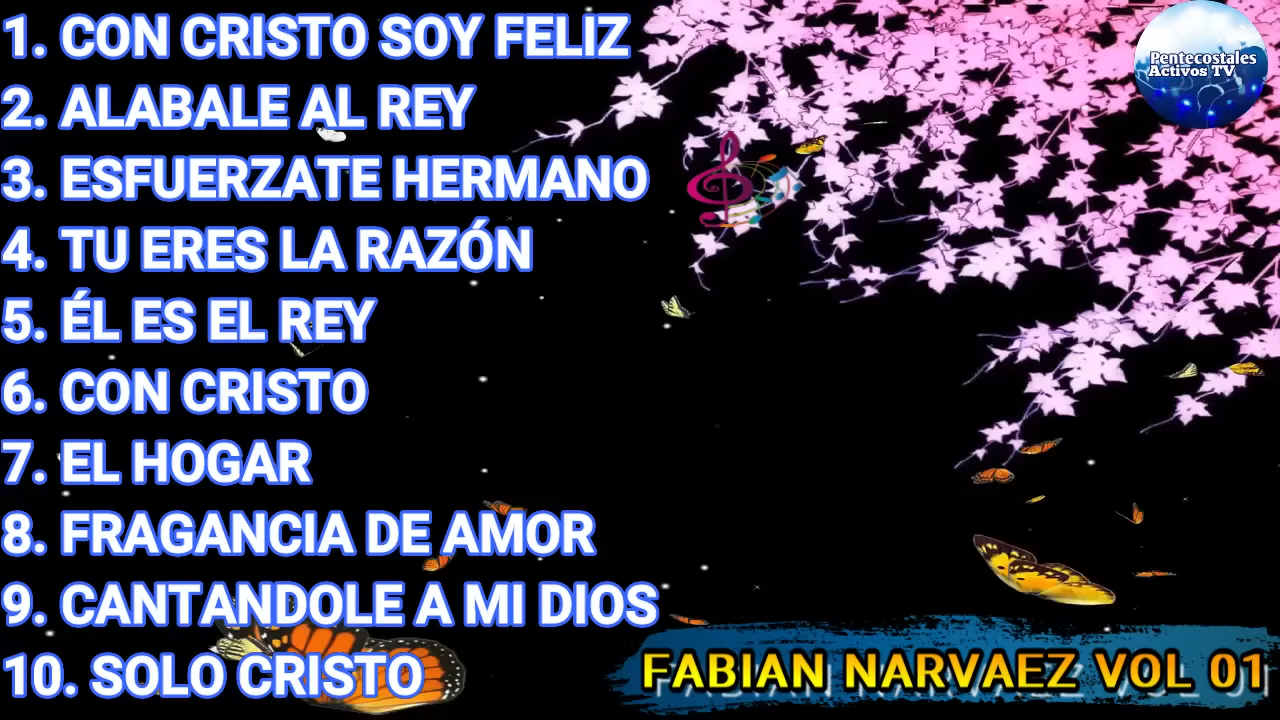 1. CON CRISTO SOY FELIZ
2. ALABALE AL REY
3. ESFUERZATE HERMANO
4. TU ERES LA RAZÓN
5. ÉL ES EL REY
6. CON CRISTO
7. EL HOGAR
8. FRAGANCIA DE AMOR
9. CANTANDOLE A MI DIOS
10. SOLO CRISTO
Pentecostales
Activos TV
FABIAN NARVAEZ VOL 01